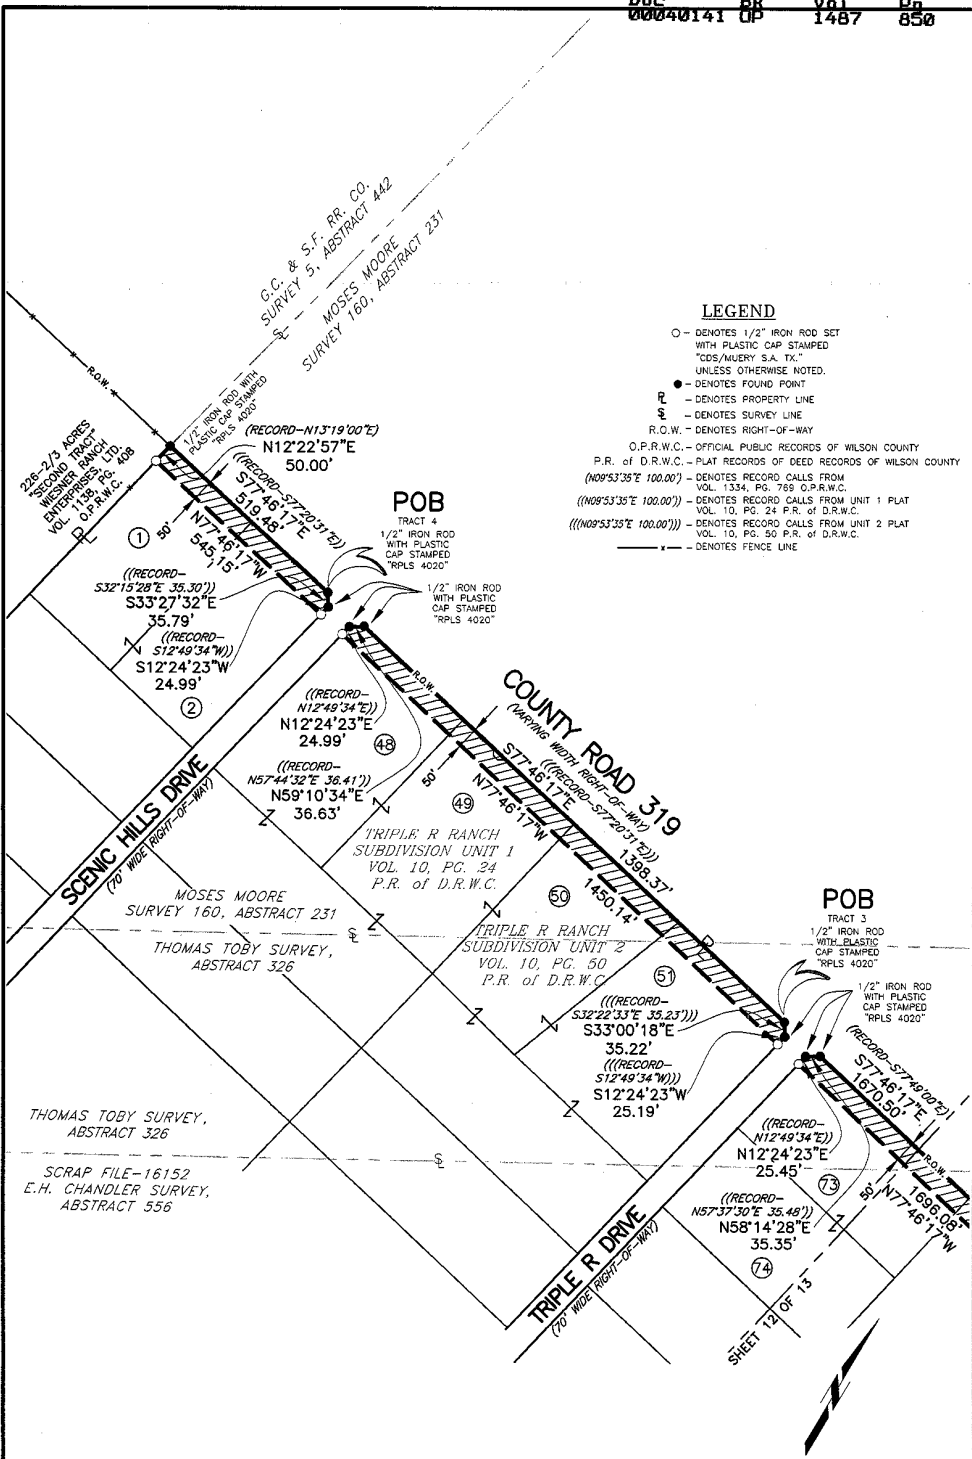 DOC BK Vol Pg
00040141 OP 1487 850
G.C. & S.F. RR. CO.
SURVEY 5, ABSTRACT 442
MOSES MOORE
SURVEY 160, ABSTRACT 231
LEGEND
○ - DENOTES 1/2" IRON ROD SET
WITH PLASTIC CAP STAMPED
"CDS/MUERY S.A. TX."
UNLESS OTHERWISE NOTED.
● - DENOTES FOUND POINT
℄ - DENOTES PROPERTY LINE
℄ - DENOTES SURVEY LINE
R.O.W. - DENOTES RIGHT-OF-WAY
O.P.R.W.C. - OFFICIAL PUBLIC RECORDS OF WILSON COUNTY
P.R. of D.R.W.C. - PLAT RECORDS OF DEED RECORDS OF WILSON COUNTY
(N09°53'35"E 100.00') - DENOTES RECORD CALLS FROM
VOL. 1334, PG. 769 O.P.R.W.C.
((N09°53'35"E 100.00')) - DENOTES RECORD CALLS FROM UNIT 1 PLAT
VOL. 10, PG. 24 P.R. of D.R.W.C.
(((N09°53'35"E 100.00'))) - DENOTES RECORD CALLS FROM UNIT 2 PLAT
VOL. 10, PG. 50 P.R. of D.R.W.C.
x - DENOTES FENCE LINE
R.O.W.
226-2/3 ACRES
"SECOND TRACT"
WIESNER RANCH
ENTERPRISES, LTD.
VOL. 1138, PG. 408
O.P.R.W.C.
1/2" IRON ROD WITH
PLASTIC CAP STAMPED
"RPLS 4020"
(RECORD-N13°19'00"E)
N12°22'57"E
50.00'
((RECORD-S77°20'31"E))
S77°46'17"E
519.48'
N77°46'17"W
545.15'
50'
1
POB
TRACT 4
1/2" IRON ROD
WITH PLASTIC
CAP STAMPED
"RPLS 4020"
1/2" IRON ROD
WITH PLASTIC
CAP STAMPED
"RPLS 4020"
((RECORD-
S32°15'28"E 35.30'))
S33°27'32"E
35.79'
((RECORD-
S12°49'34"W))
S12°24'23"W
24.99'
2
((RECORD-
N12°49'34"E))
N12°24'23"E
24.99'
48
((RECORD-
N57°44'32"E 36.41'))
N59°10'34"E
36.63'
R.O.W.
COUNTY ROAD 319
(VARYING WIDTH RIGHT-OF-WAY)
(((RECORD-S77°20'31"E)))
S77°46'17"E
1398.37'
N77°46'17"W
1450.14'
50'
49
TRIPLE R RANCH
SUBDIVISION UNIT 1
VOL. 10, PG. 24
P.R. of D.R.W.C.
SCENIC HILLS DRIVE
(70' WIDE RIGHT-OF-WAY)
MOSES MOORE
SURVEY 160, ABSTRACT 231
THOMAS TOBY SURVEY,
ABSTRACT 326
50
TRIPLE R RANCH
SUBDIVISION UNIT 2
VOL. 10, PG. 50
P.R. of D.R.W.C.
51
POB
TRACT 3
1/2" IRON ROD
WITH PLASTIC
CAP STAMPED
"RPLS 4020"
1/2" IRON ROD
WITH PLASTIC
CAP STAMPED
"RPLS 4020"
(((RECORD-
S32°22'33"E 35.23')))
S33°00'18"E
35.22'
(((RECORD-
S12°49'34"W)))
S12°24'23"W
25.19'
(RECORD-S77°49'00"E)
S77°46'17"E
1670.50'
R.O.W.
1696.08'
N77°46'17"W
50'
((RECORD-
N12°49'34"E))
N12°24'23"E
25.45'
73
((RECORD-
N57°37'30"E 35.48'))
N58°14'28"E
35.35'
74
THOMAS TOBY SURVEY,
ABSTRACT 326
SCRAP FILE-16152
E.H. CHANDLER SURVEY,
ABSTRACT 556
TRIPLE R DRIVE
(70' WIDE RIGHT-OF-WAY)
SHEET 12 OF 13